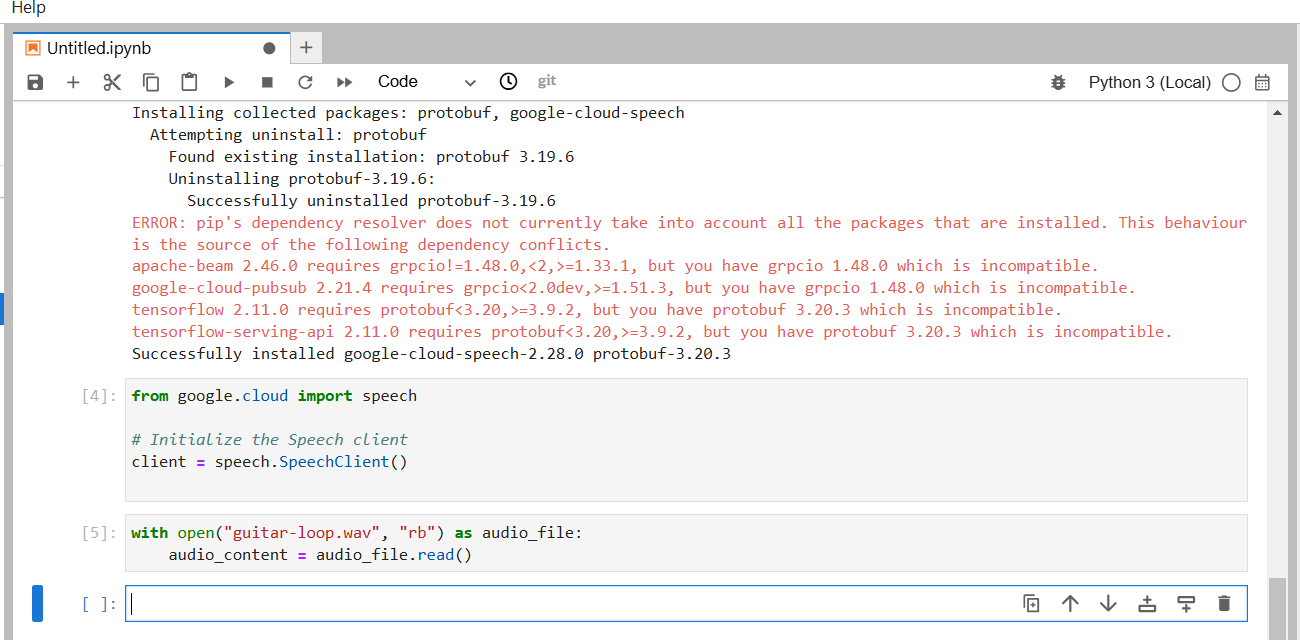 Help
Untitled.ipynb
Code
git
Python 3 (Local)
Installing collected packages: protobuf, google-cloud-speech
  Attempting uninstall: protobuf
    Found existing installation: protobuf 3.19.6
    Uninstalling protobuf-3.19.6:
      Successfully uninstalled protobuf-3.19.6
ERROR: pip's dependency resolver does not currently take into account all the packages that are installed. This behaviour
is the source of the following dependency conflicts.
apache-beam 2.46.0 requires grpcio!=1.48.0,<2,>=1.33.1, but you have grpcio 1.48.0 which is incompatible.
google-cloud-pubsub 2.21.4 requires grpcio<2.0dev,>=1.51.3, but you have grpcio 1.48.0 which is incompatible.
tensorflow 2.11.0 requires protobuf<3.20,>=3.9.2, but you have protobuf 3.20.3 which is incompatible.
tensorflow-serving-api 2.11.0 requires protobuf<3.20,>=3.9.2, but you have protobuf 3.20.3 which is incompatible.
Successfully installed google-cloud-speech-2.28.0 protobuf-3.20.3
[4]: from google.cloud import speech
# Initialize the Speech client
client = speech.SpeechClient()
[5]: with open("guitar-loop.wav", "rb") as audio_file:
    audio_content = audio_file.read()
[ ]: